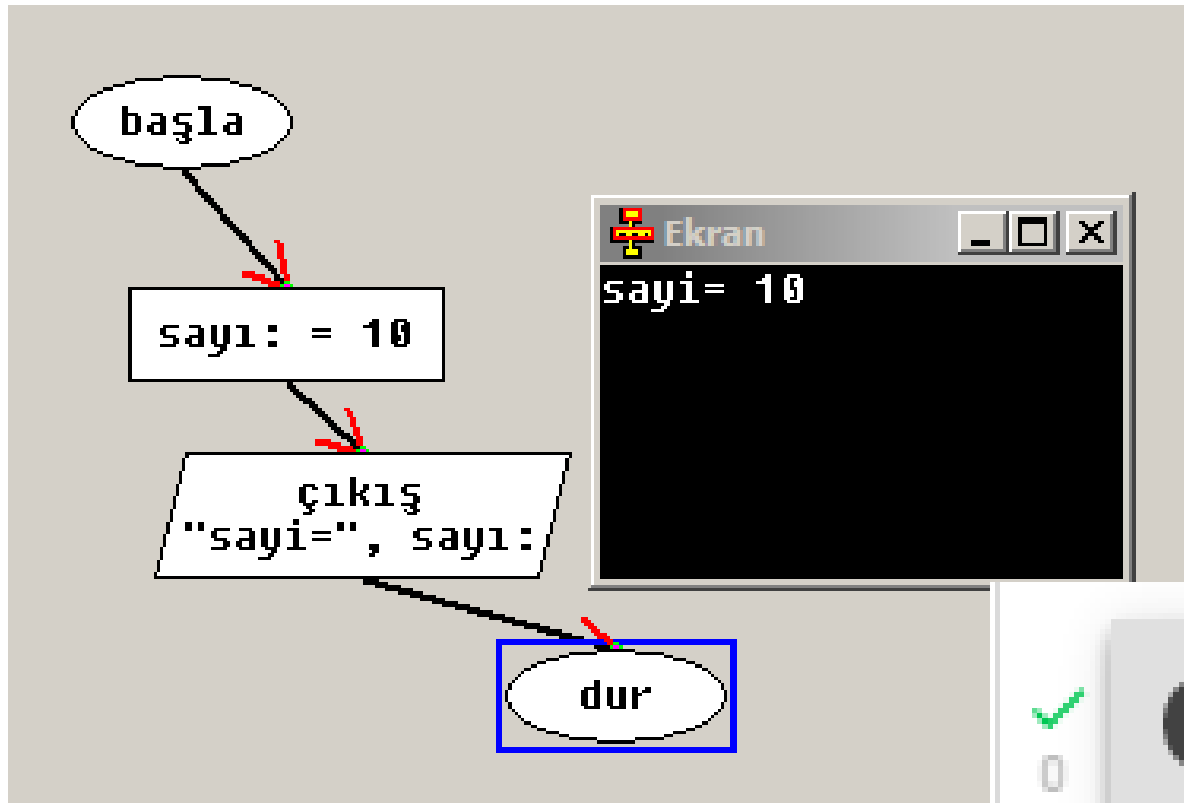 başla
sayı: = 10
çıkış
"sayi=", sayı:
dur
Ekran
sayi= 10
0